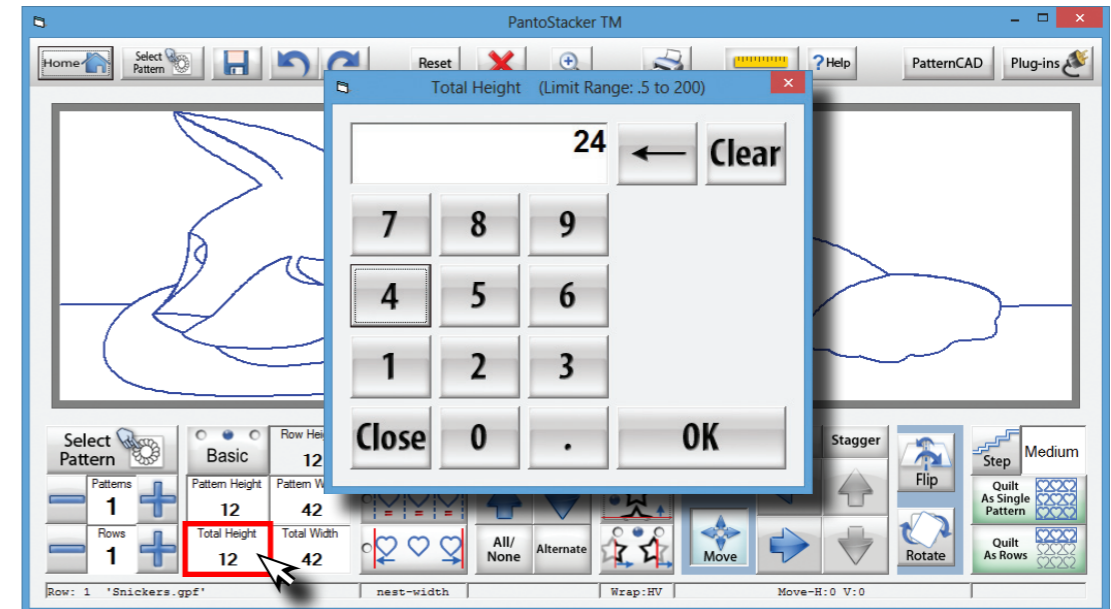 PantoStacker TM
Home
Select Pattern
Reset
? Help
PatternCAD
Plug-ins
Total Height (Limit Range: .5 to 200)
24
Clear
7 8 9
4 5 6
1 2 3
Close 0 . OK
Select Pattern
Basic
12
Stagger
Flip
Step
Medium
Patterns
1
Pattern Height
12
42
Quilt As Single Pattern
Rows
1
Total Height
12
Total Width
42
All/None
Alternate
Move
Rotate
Quilt As Rows
Row: 1 'Snickers.gpf'
nest-width
Wrap:HV
Move-H:0 V:0